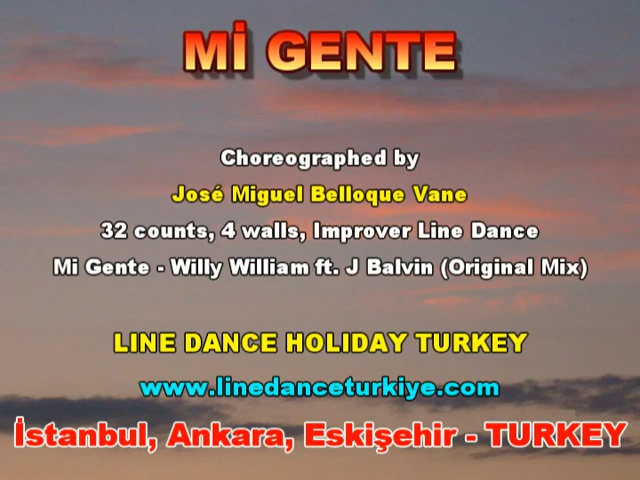 Mİ GENTE
Choreographed by
José Miguel Belloque Vane
32 counts, 4 walls, Improver Line Dance
Mi Gente - Willy William ft. J Balvin (Original Mix)
LINE DANCE HOLIDAY TURKEY
www.linedanceturkiye.com
İstanbul, Ankara, Eskişehir - TURKEY